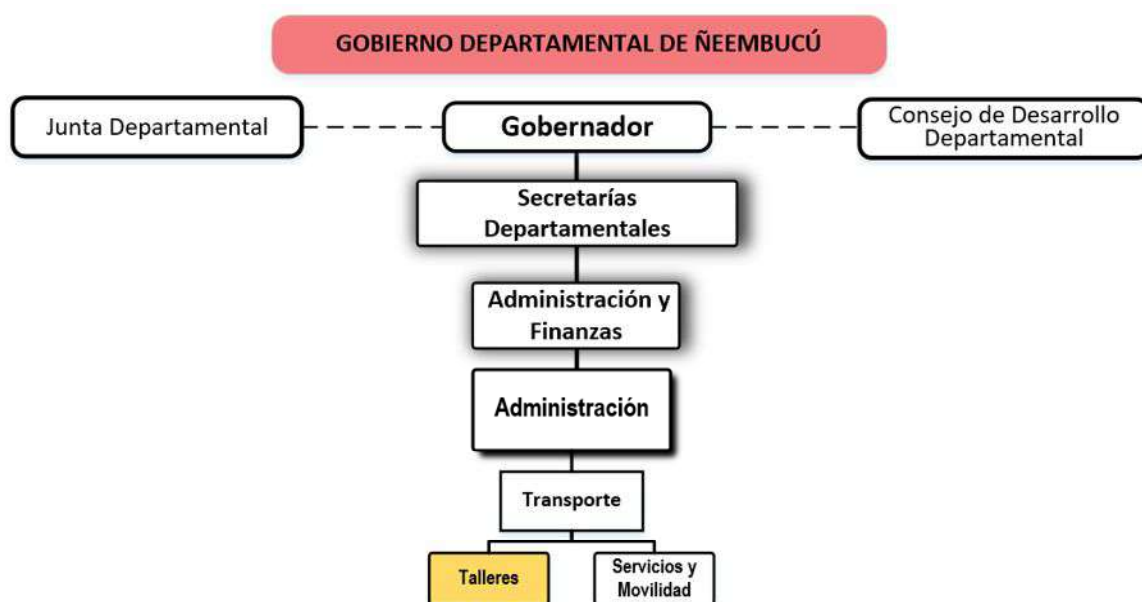 GOBIERNO DEPARTAMENTAL DE ÑEEMBUCÚ
Junta Departamental
Gobernador
Consejo de Desarrollo
Departamental
Secretarías
Departamentales
Administración y
Finanzas
Administración
Transporte
Talleres
Servicios y
Movilidad